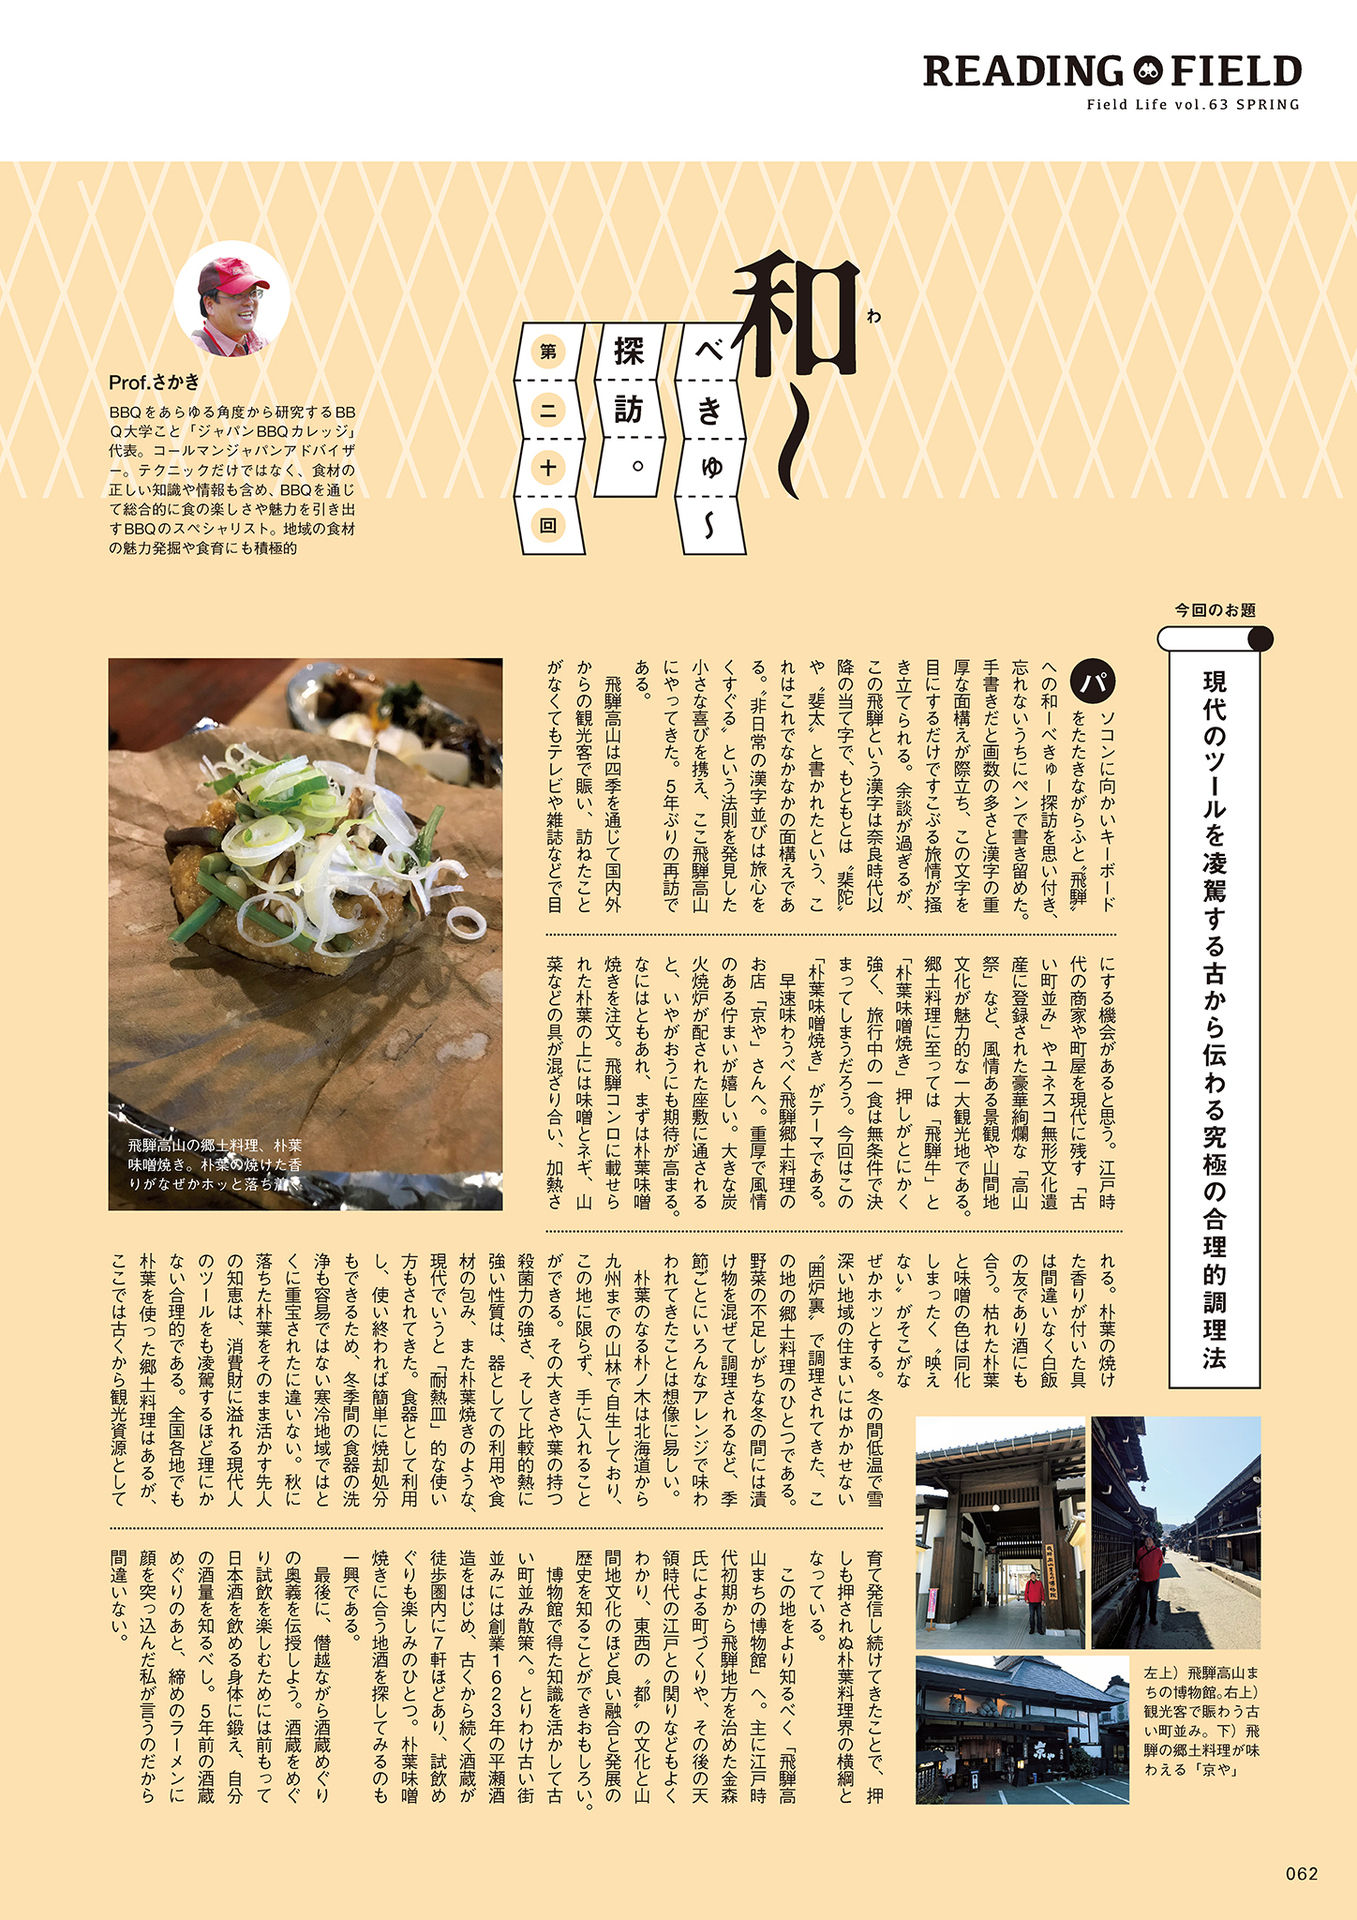 READING FIELD
Field Life vol.63 SPRING
和〜
わ
べきゅ〜
探訪。
第二十回
Prof.さかき
BBQをあらゆる角度から研究するBB
Q大学こと「ジャパンBBQカレッジ」
代表。コールマンジャパンアドバイザ
ー。テクニックだけではなく、食材の
正しい知識や情報も含め、BBQを通じ
て総合的に食の楽しさや魅力を引き出
すBBQのスペシャリスト。地域の食材
の魅力発掘や食育にも積極的
今回のお題
現代のツールを凌駕する古から伝わる究極の合理的調理法
パソコンに向かいキーボード
をたたきながらふと〝飛騨〟
への和ーべきゅー探訪を思い付き、
忘れないうちにペンで書き留めた。
手書きだと画数の多さと漢字の重
厚な面構えが際立ち、この文字を
目にするだけですこぶる旅情が掻
き立てられる。余談が過ぎるが、
この飛騨という漢字は奈良時代以
降の当て字で、もともとは〝斐陀〟
や〝斐太〟と書かれたという、こ
れはこれでなかなかの面構えであ
る。〝非日常の漢字並びは旅心を
くすぐる〟という法則を発見した
小さな喜びを携え、ここ飛騨高山
にやってきた。5年ぶりの再訪で
ある。
飛騨高山は四季を通じて国内外
からの観光客で賑い、訪ねたこと
がなくてもテレビや雑誌などで目
にする機会があると思う。江戸時
代の商家や町屋を現代に残す「古
い町並み」やユネスコ無形文化遺
産に登録された豪華絢爛な「高山
祭」など、風情ある景観や山間地
文化が魅力的な一大観光地である。
郷土料理に至っては「飛騨牛」と
「朴葉味噌焼き」押しがとにかく
強く、旅行中の一食は無条件で決
まってしまうだろう。今回はこの
「朴葉味噌焼き」がテーマである。
早速味わうべく飛騨郷土料理の
お店「京や」さんへ。重厚で風情
のある佇まいが嬉しい。大きな炭
火焼炉が配された座敷に通される
と、いやがおうにも期待が高まる。
なにはともあれ、まずは朴葉味噌
焼きを注文。飛騨コンロに載せら
れた朴葉の上には味噌とネギ、山
菜などの具が混ざり合い、加熱さ
れる。朴葉の焼け
た香りが付いた具
は間違いなく白飯
の友であり酒にも
合う。枯れた朴葉
と味噌の色は同化
しまったく〝映え
ない〟がそこがな
ぜかホッとする。冬の間低温で雪
深い地域の住まいにはかかせない
〝囲炉裏〟で調理されてきた、こ
の地の郷土料理のひとつである。
野菜の不足しがちな冬の間には漬
け物を混ぜて調理されるなど、季
節ごとにいろんなアレンジで味わ
われてきたことは想像に易しい。
朴葉のなる朴ノ木は北海道から
九州までの山林で自生しており、
この地に限らず、手に入れること
ができる。その大きさや葉の持つ
殺菌力の強さ、そして比較的熱に
強い性質は、器としての利用や食
材の包み、また朴葉焼きのような、
現代でいうと「耐熱皿」的な使い
方もされてきた。食器として利用
し、使い終われば簡単に焼却処分
もできるため、冬季間の食器の洗
浄も容易ではない寒冷地域ではと
くに重宝されたに違いない。秋に
落ちた朴葉をそのまま活かす先人
の知恵は、消費財に溢れる現代人
のツールをも凌駕するほど理にか
ない合理的である。全国各地でも
朴葉を使った郷土料理はあるが、
ここでは古くから観光資源として
育て発信し続けてきたことで、押
しも押されぬ朴葉料理界の横綱と
なっている。
この地をより知るべく「飛騨高
山まちの博物館」へ。主に江戸時
代初期から飛騨地方を治めた金森
氏による町づくりや、その後の天
領時代の江戸との関りなどもよく
わかり、東西の〝都〟の文化と山
間地文化のほど良い融合と発展の
歴史を知ることができおもしろい。
博物館で得た知識を活かして古
い町並み散策へ。とりわけ古い街
並みには創業1623年の平瀬酒
造をはじめ、古くから続く酒蔵が
徒歩圏内に7軒ほどあり、試飲め
ぐりも楽しみのひとつ。朴葉味噌
焼きに合う地酒を探してみるのも
一興である。
最後に、僭越ながら酒蔵めぐり
の奥義を伝授しよう。酒蔵をめぐ
り試飲を楽しむためには前もって
日本酒を飲める身体に鍛え、自分
の酒量を知るべし。5年前の酒蔵
めぐりのあと、締めのラーメンに
顔を突っ込んだ私が言うのだから
間違いない。
飛騨高山の郷土料理、朴葉
味噌焼き。朴葉の焼けた香
りがなぜかホッと落ち着く
左上）飛騨高山ま
ちの博物館。右上）
観光客で賑わう古
い町並み。下）飛
騨の郷土料理が味
わえる「京や」
062